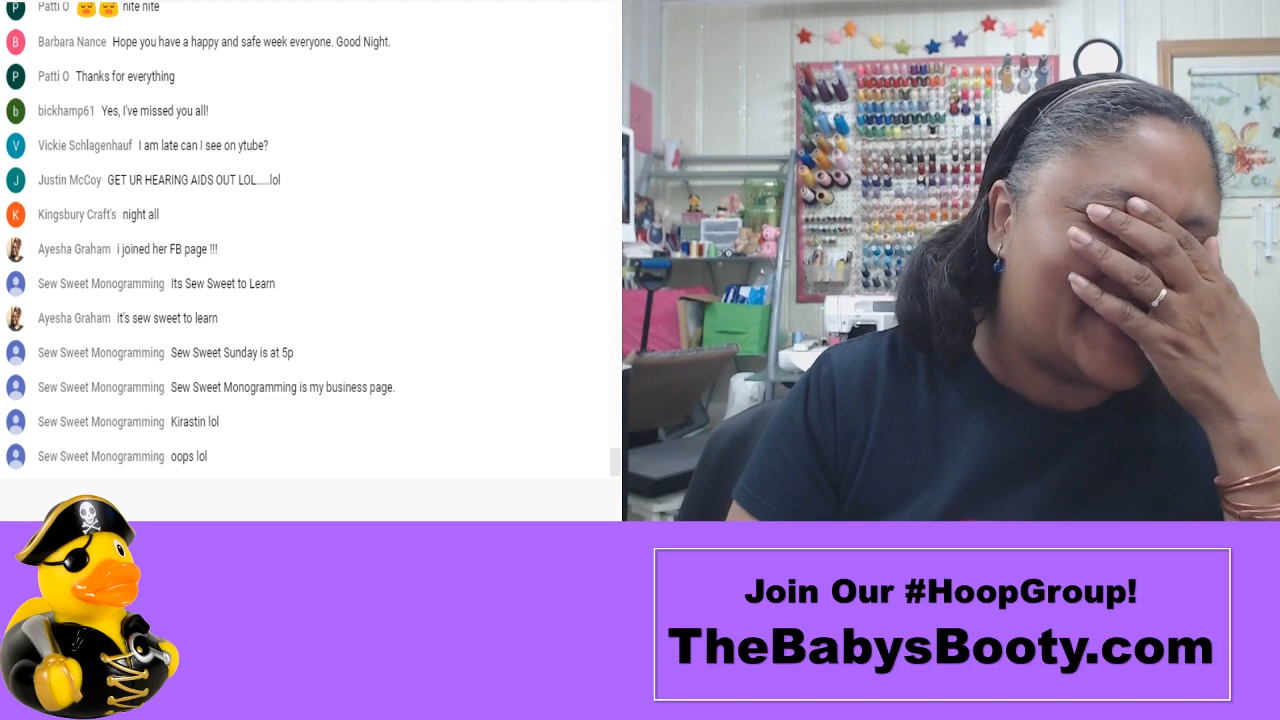 Patti O nite nite
B Barbara Nance Hope you have a happy and safe week everyone. Good Night.
P Patti O Thanks for everything
b bickhamp61 Yes, I've missed you all!
V Vickie Schlagenhauf I am late can I see on ytube?
J Justin McCoy GET UR HEARING AIDS OUT LOL.....lol
K Kingsbury Craft's night all
Ayesha Graham i joined her FB page !!!
Sew Sweet Monogramming Its Sew Sweet to Learn
Ayesha Graham it's sew sweet to learn
Sew Sweet Monogramming Sew Sweet Sunday is at 5p
Sew Sweet Monogramming Sew Sweet Monogramming is my business page.
Sew Sweet Monogramming Kirastin lol
Sew Sweet Monogramming oops lol
Join Our #HoopGroup!
TheBabysBooty.com